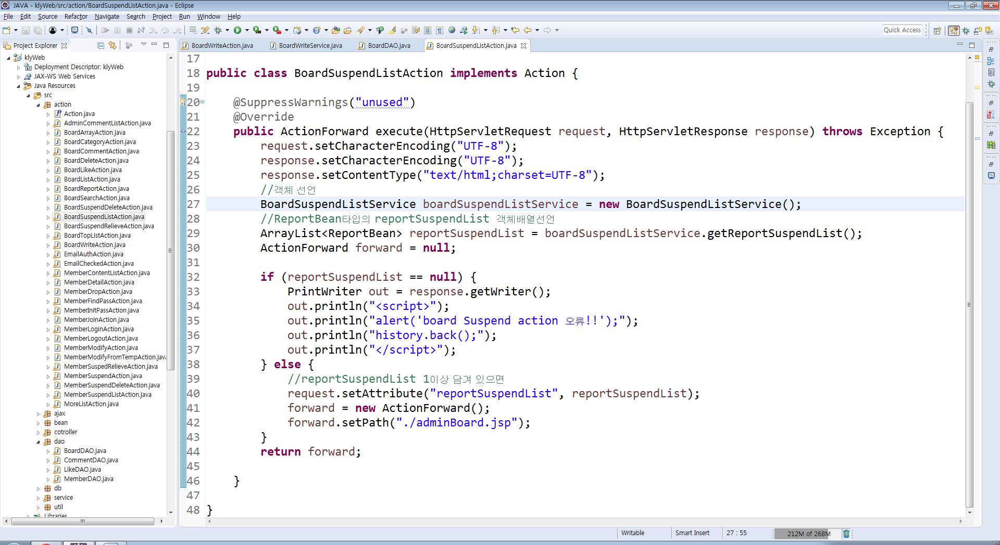 JAVA - klyWeb/src/action/BoardSuspendListAction.java - Eclipse
File Edit Source Refactor Navigate Search Project Run Window Help
Quick Access
Project Explorer
klyWeb
Deployment Descriptor: klyWeb
JAX-WS Web Services
Java Resources
src
action
Action.java
AdminCommentListAction.java
BoardArrayAction.java
BoardCategoryAction.java
BoardCommentAction.java
BoardDeleteAction.java
BoardLikeAction.java
BoardListAction.java
BoardReportAction.java
BoardSearchAction.java
BoardSuspendDeleteAction.java
BoardSuspendListAction.java
BoardSuspendRelieveAction.java
BoardTopListAction.java
BoardWriteAction.java
EmailAuthAction.java
EmailCheckedAction.java
MemberContentListAction.java
MemberDetailAction.java
MemberDropAction.java
MemberFindPassAction.java
MemberInitPassAction.java
MemberJoinAction.java
MemberLoginAction.java
MemberLogoutAction.java
MemberModifyAction.java
MemberModifyFromTempAction.java
MemberSuspedRelieveAction.java
MemberSuspendAction.java
MemberSuspendDeleteAction.java
MemberSuspendListAction.java
MoreListAction.java
ajax
bean
cotroller
dao
BoardDAO.java
CommentDAO.java
LikeDAO.java
MemberDAO.java
db
service
util
Libraries
BoardWriteAction.java BoardWriteService.java BoardDAO.java BoardSuspendListAction.java
17
18 public class BoardSuspendListAction implements Action {
19
20 @SuppressWarnings("unused")
21 @Override
22 public ActionForward execute(HttpServletRequest request, HttpServletResponse response) throws Exception {
23 request.setCharacterEncoding("UTF-8");
24 response.setCharacterEncoding("UTF-8");
25 response.setContentType("text/html;charset=UTF-8");
26 //객체 선언
27 BoardSuspendListService boardSuspendListService = new BoardSuspendListService();
28 //ReportBean타입의 reportSuspendList 객체배열선언
29 ArrayList<ReportBean> reportSuspendList = boardSuspendListService.getReportSuspendList();
30 ActionForward forward = null;
31
32 if (reportSuspendList == null) {
33 PrintWriter out = response.getWriter();
34 out.println("<script>");
35 out.println("alert('board Suspend action 오류!!');");
36 out.println("history.back();");
37 out.println("</script>");
38 } else {
39 //reportSuspendList 1이상 담겨 있으면
40 request.setAttribute("reportSuspendList", reportSuspendList);
41 forward = new ActionForward();
42 forward.setPath("./adminBoard.jsp");
43 }
44 return forward;
45
46 }
47
48 }
Writable Smart Insert 27 : 55 212M of 268M